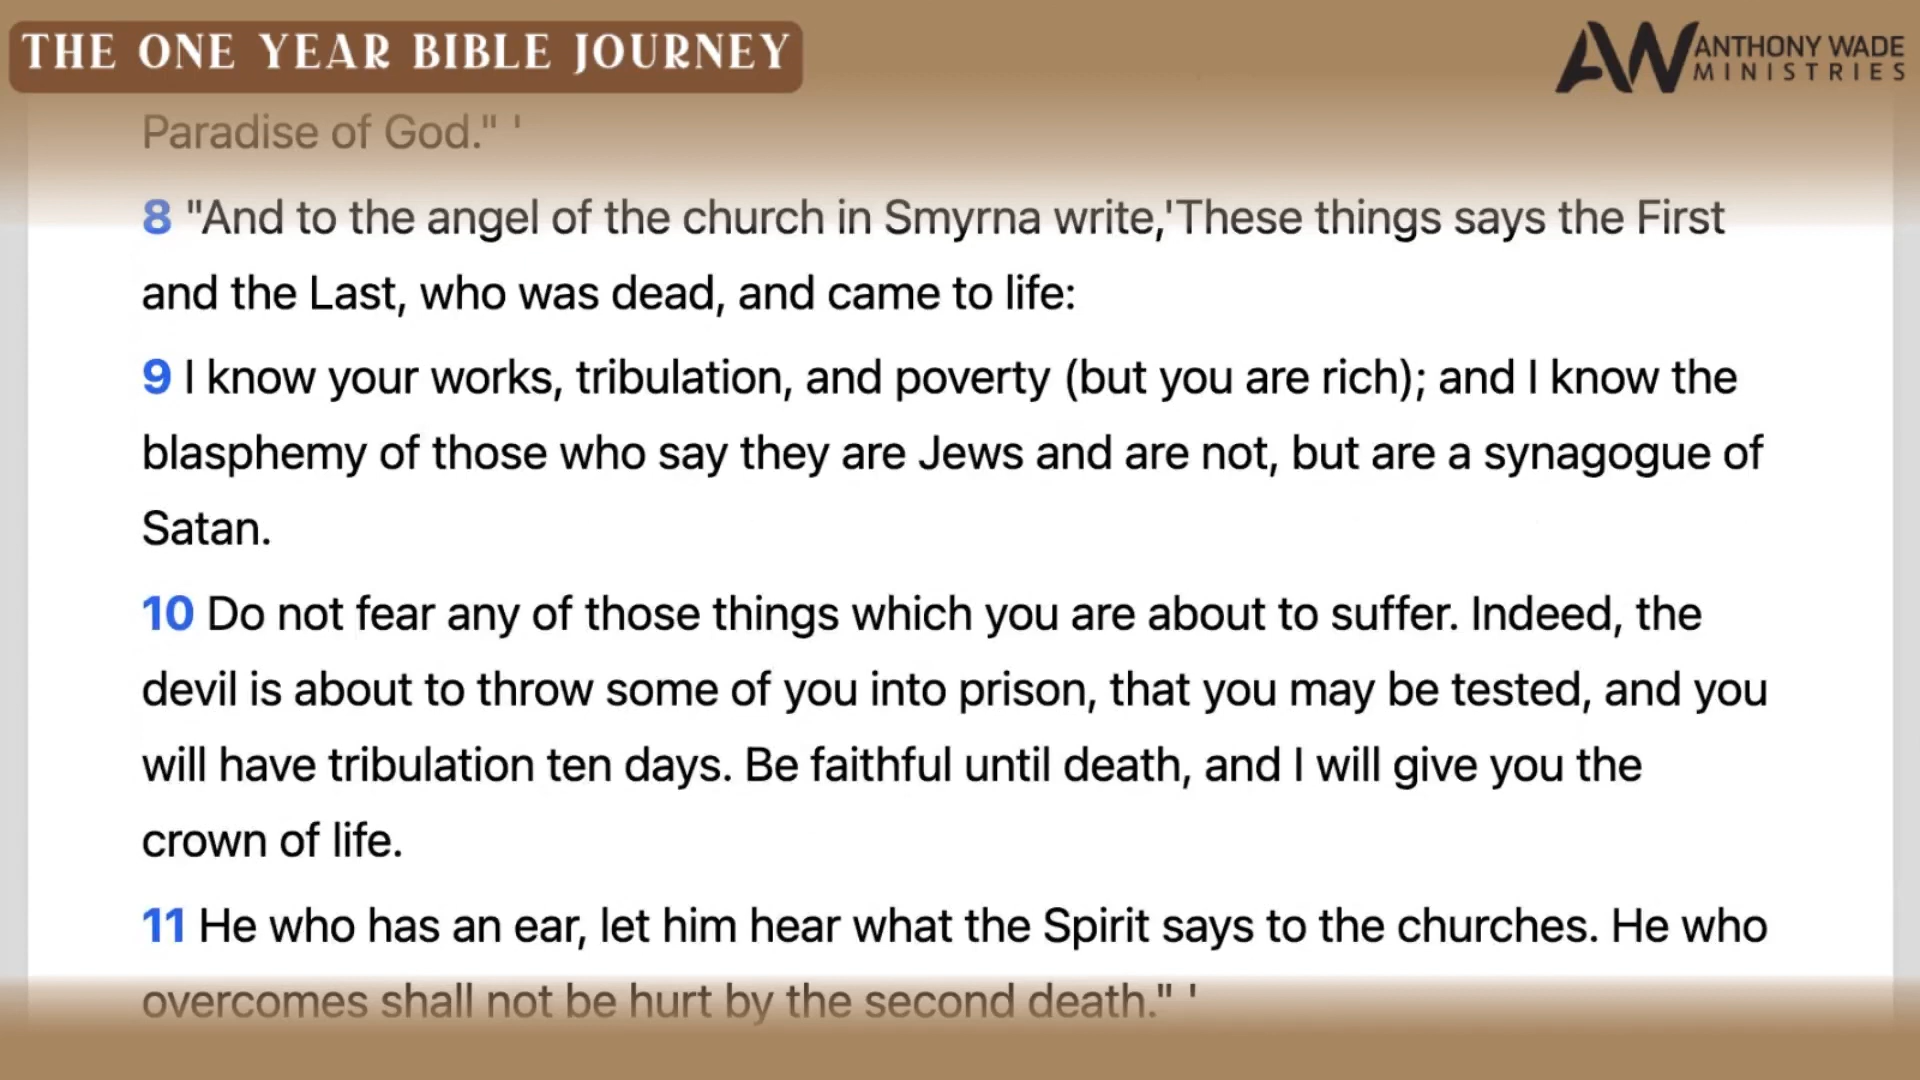 THE ONE YEAR BIBLE JOURNEY
AW ANTHONY WADE
MINISTRIES
Paradise of God." '
8 "And to the angel of the church in Smyrna write,'These things says the First
and the Last, who was dead, and came to life:
9 I know your works, tribulation, and poverty (but you are rich); and I know the
blasphemy of those who say they are Jews and are not, but are a synagogue of
Satan.
10 Do not fear any of those things which you are about to suffer. Indeed, the
devil is about to throw some of you into prison, that you may be tested, and you
will have tribulation ten days. Be faithful until death, and I will give you the
crown of life.
11 He who has an ear, let him hear what the Spirit says to the churches. He who
overcomes shall not be hurt by the second death." '